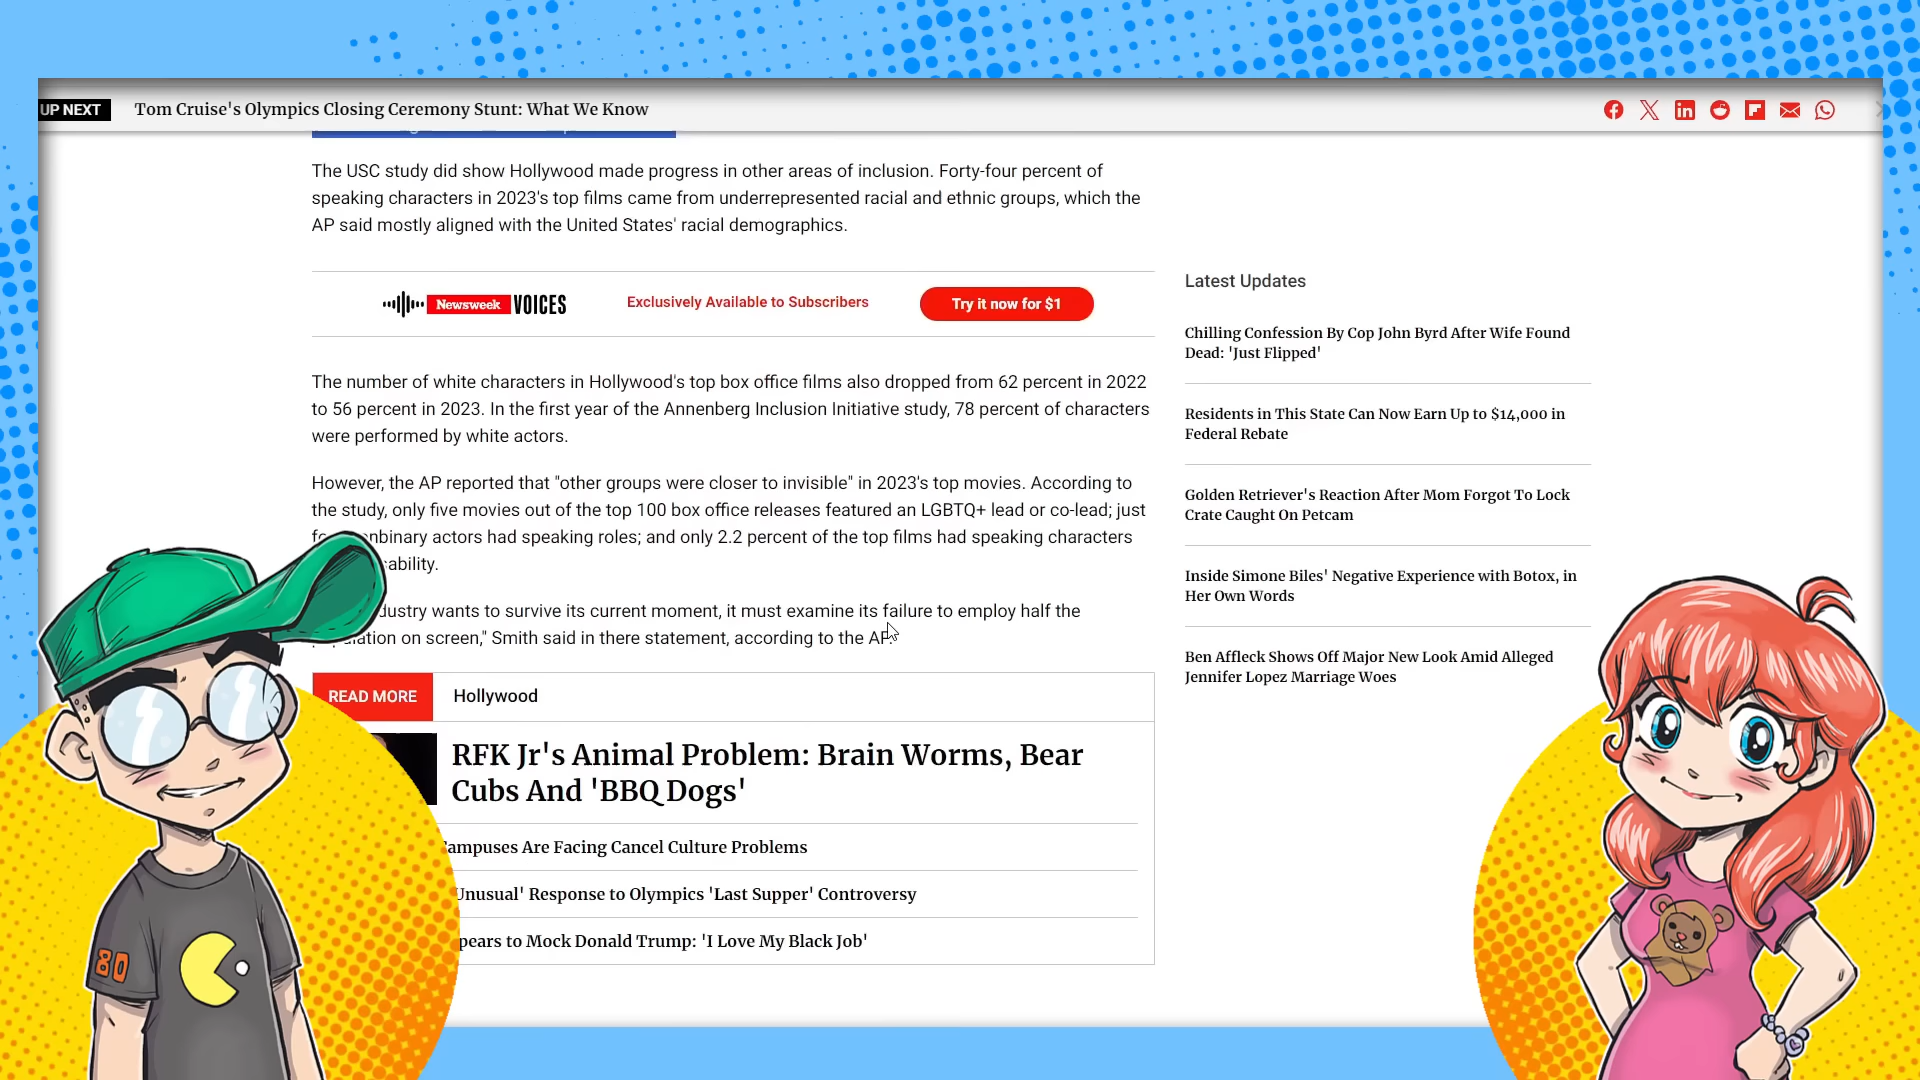 UP NEXT Tom Cruise's Olympics Closing Ceremony Stunt: What We Know
The USC study did show Hollywood made progress in other areas of inclusion. Forty-four percent of
speaking characters in 2023's top films came from underrepresented racial and ethnic groups, which the
AP said mostly aligned with the United States' racial demographics.
Newsweek VOICES Exclusively Available to Subscribers Try it now for $1
The number of white characters in Hollywood's top box office films also dropped from 62 percent in 2022
to 56 percent in 2023. In the first year of the Annenberg Inclusion Initiative study, 78 percent of characters
were performed by white actors.
However, the AP reported that "other groups were closer to invisible" in 2023's top movies. According to
the study, only five movies out of the top 100 box office releases featured an LGBTQ+ lead or co-lead; just
nbinary actors had speaking roles; and only 2.2 percent of the top films had speaking characters
ability.
dustry wants to survive its current moment, it must examine its failure to employ half the
ation on screen," Smith said in there statement, according to the AP.
READ MORE Hollywood
RFK Jr's Animal Problem: Brain Worms, Bear
Cubs And 'BBQ Dogs'
ampuses Are Facing Cancel Culture Problems
Unusual' Response to Olympics 'Last Supper' Controversy
pears to Mock Donald Trump: 'I Love My Black Job'
Latest Updates
Chilling Confession By Cop John Byrd After Wife Found
Dead: 'Just Flipped'
Residents in This State Can Now Earn Up to $14,000 in
Federal Rebate
Golden Retriever's Reaction After Mom Forgot To Lock
Crate Caught On Petcam
Inside Simone Biles' Negative Experience with Botox, in
Her Own Words
Ben Affleck Shows Off Major New Look Amid Alleged
Jennifer Lopez Marriage Woes
80